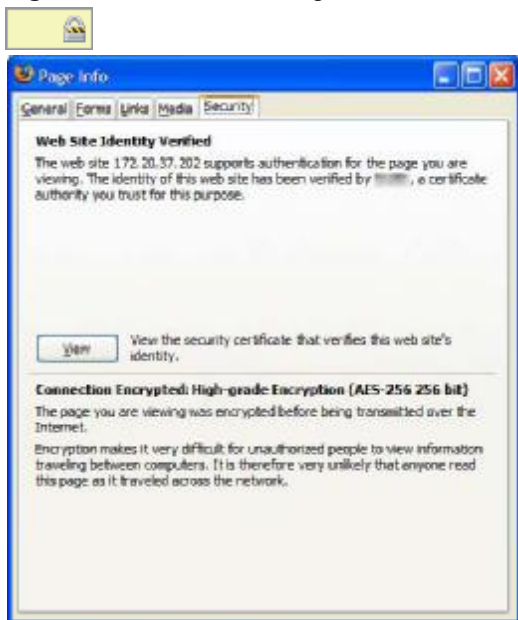 Page Info
General Forms Links Media Security
Web Site Identity Verified
The web site 172.20.37.202 supports authentication for the page you are
viewing. The identity of this web site has been verified by , a certificate
authority you trust for this purpose.
View
View the security certificate that verifies this web site's
identity.
Connection Encrypted: High-grade Encryption (AES-256 256 bit)
The page you are viewing was encrypted before being transmitted over the
Internet.
Encryption makes it very difficult for unauthorized people to view information
traveling between computers. It is therefore very unlikely that anyone read
this page as it traveled across the network.